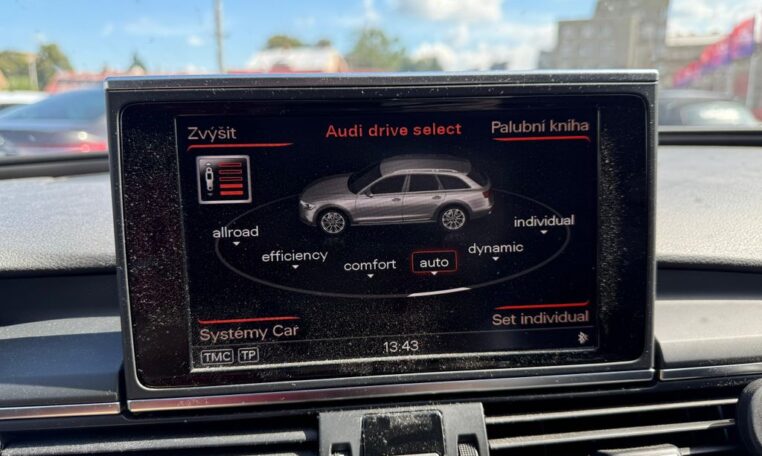 Zvýšit
Audi drive select
Palubní kniha
allroad
efficiency
comfort
auto
dynamic
individual
Systémy Car
Set individual
TMC TP
13:43